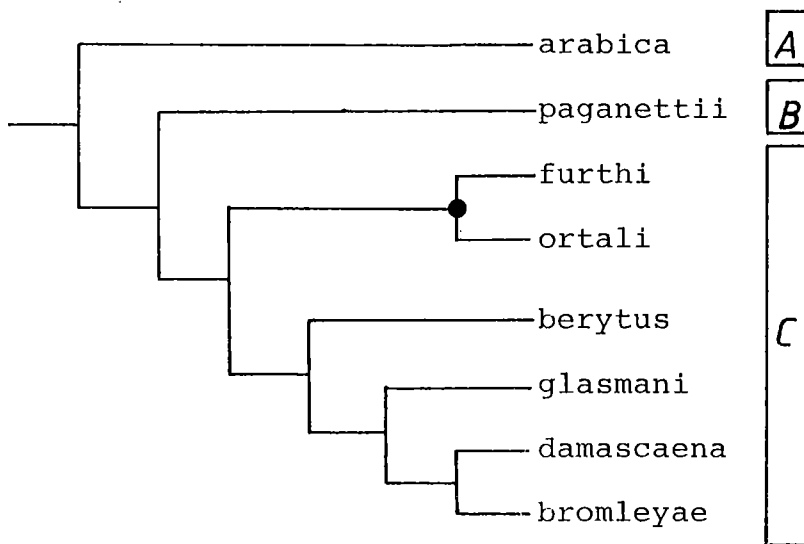 arabica A
paganettii B
furthi
ortali
berytus C
glasmani
damascaena
bromleyae